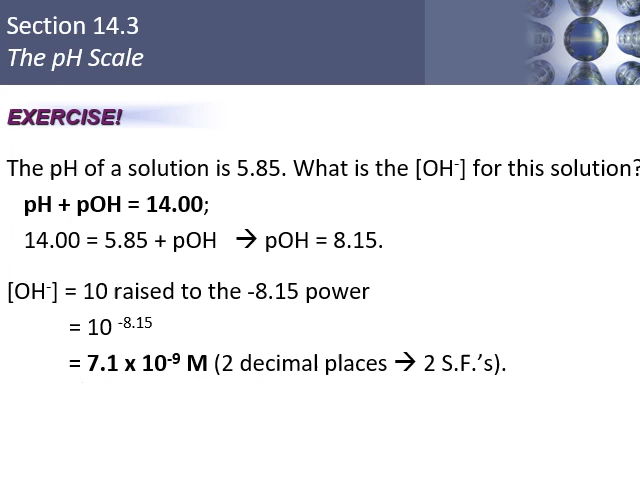 Section 14.3
The pH Scale
EXERCISE!
The pH of a solution is 5.85. What is the [OH⁻] for this solution?
pH + pOH = 14.00;
14.00 = 5.85 + pOH → pOH = 8.15.
[OH⁻] = 10 raised to the -8.15 power
= 10 ⁻⁸·¹⁵
= 7.1 x 10⁻⁹ M (2 decimal places → 2 S.F.’s).